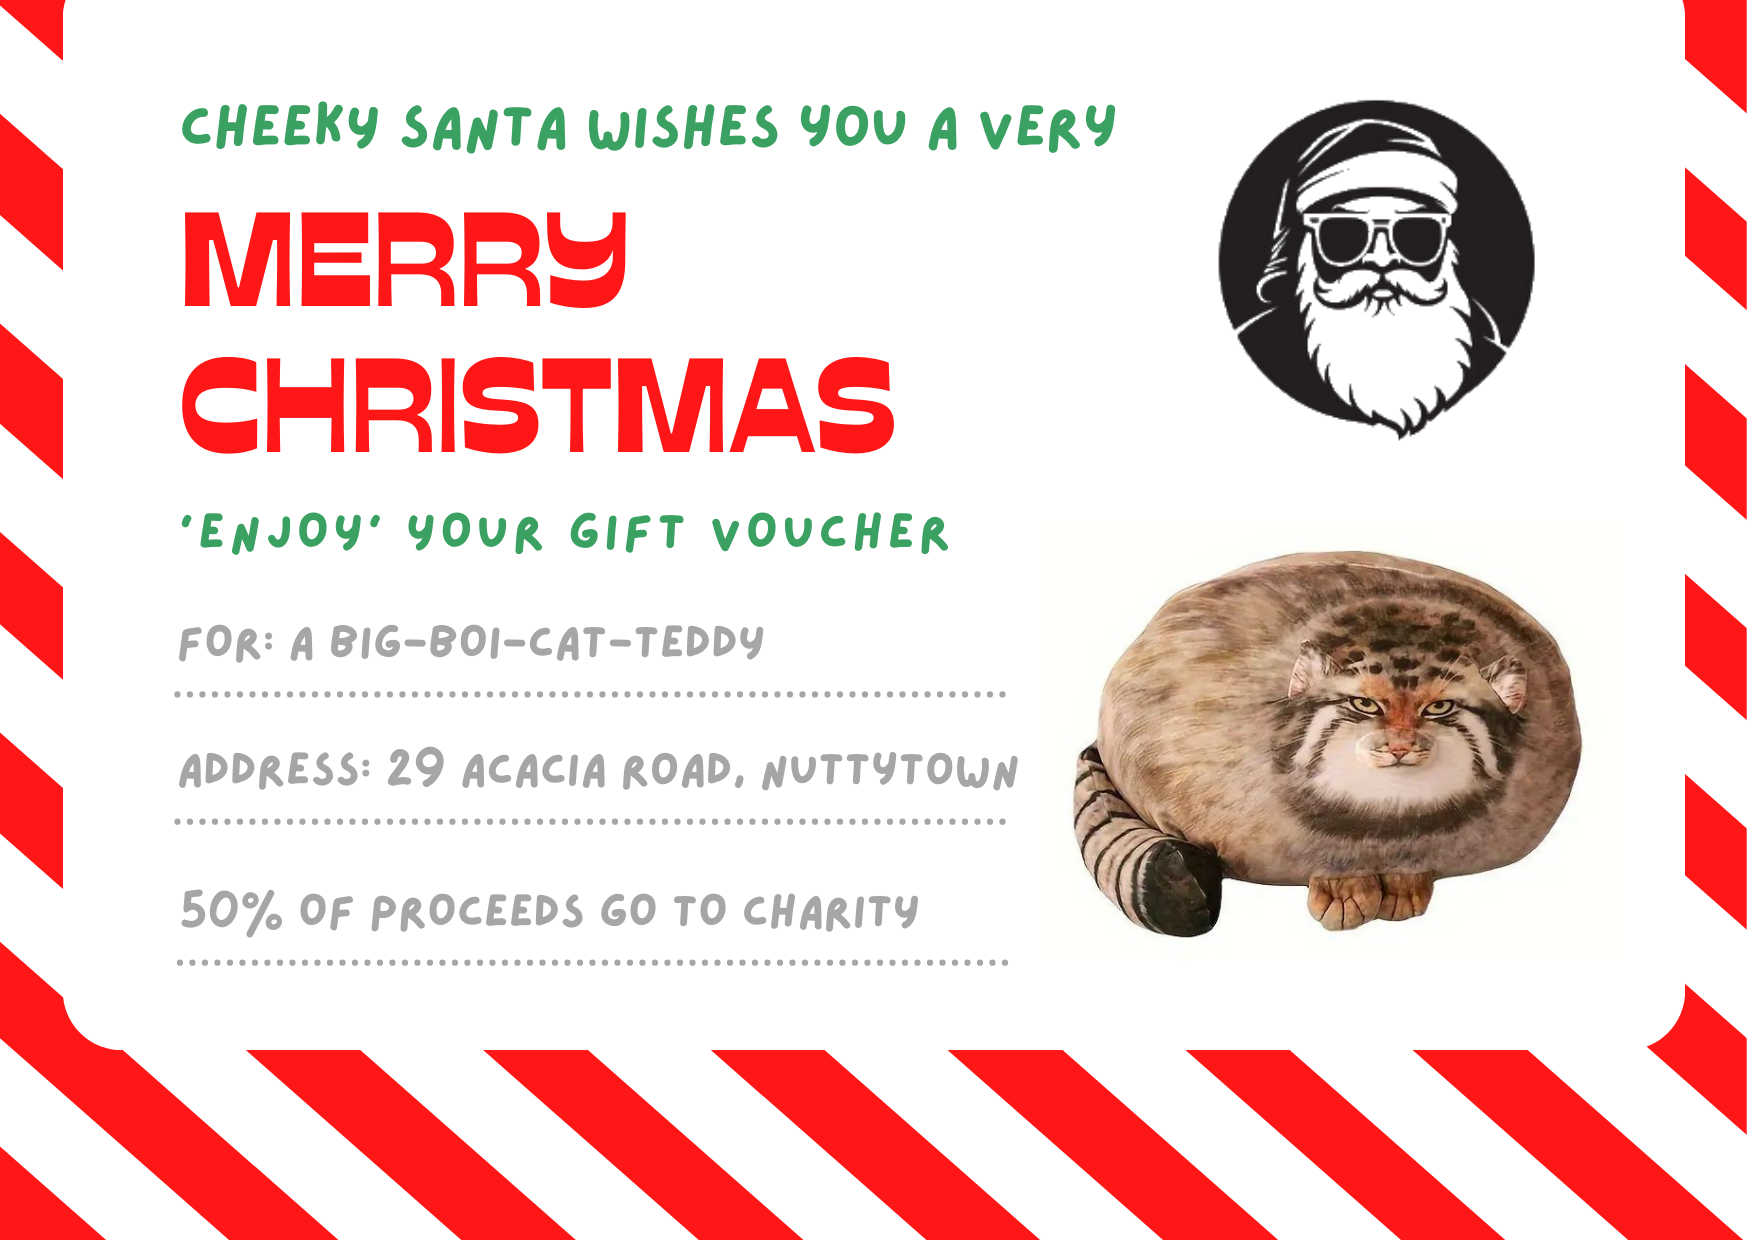 CHEEKY SANTA WISHES YOU A VERY
MERRY
CHRISTMAS
'ENJOY' YOUR GIFT VOUCHER
FOR: A BIG-BOI-CAT-TEDDY
ADDRESS: 29 ACACIA ROAD, NUTTYTOWN
50% OF PROCEEDS GO TO CHARITY